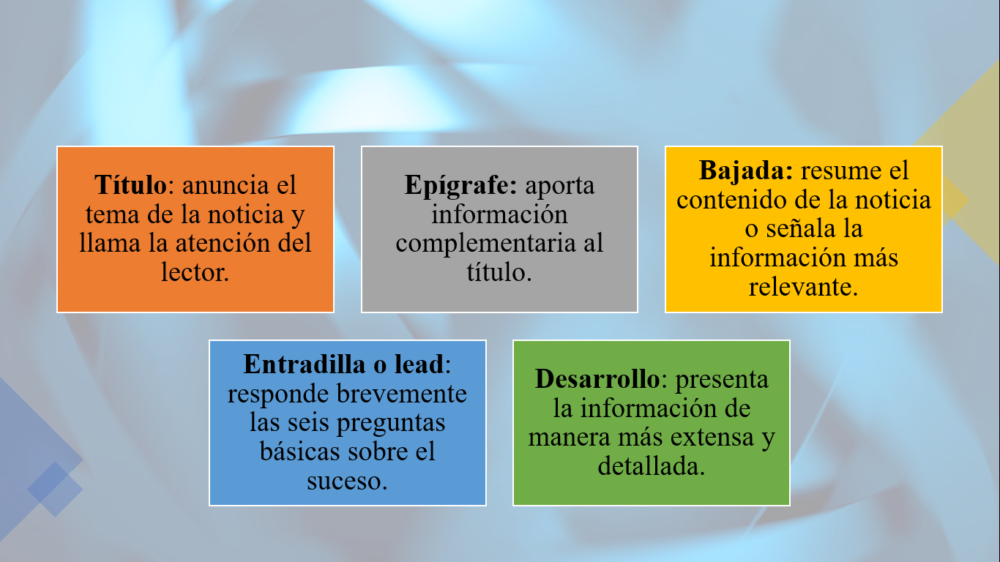 Título: anuncia el
tema de la noticia y
llama la atención del
lector.
Epígrafe: aporta
información
complementaria al
título.
Bajada: resume el
contenido de la noticia
o señala la
información más
relevante.
Entradilla o lead:
responde brevemente
las seis preguntas
básicas sobre el
suceso.
Desarrollo: presenta
la información de
manera más extensa y
detallada.